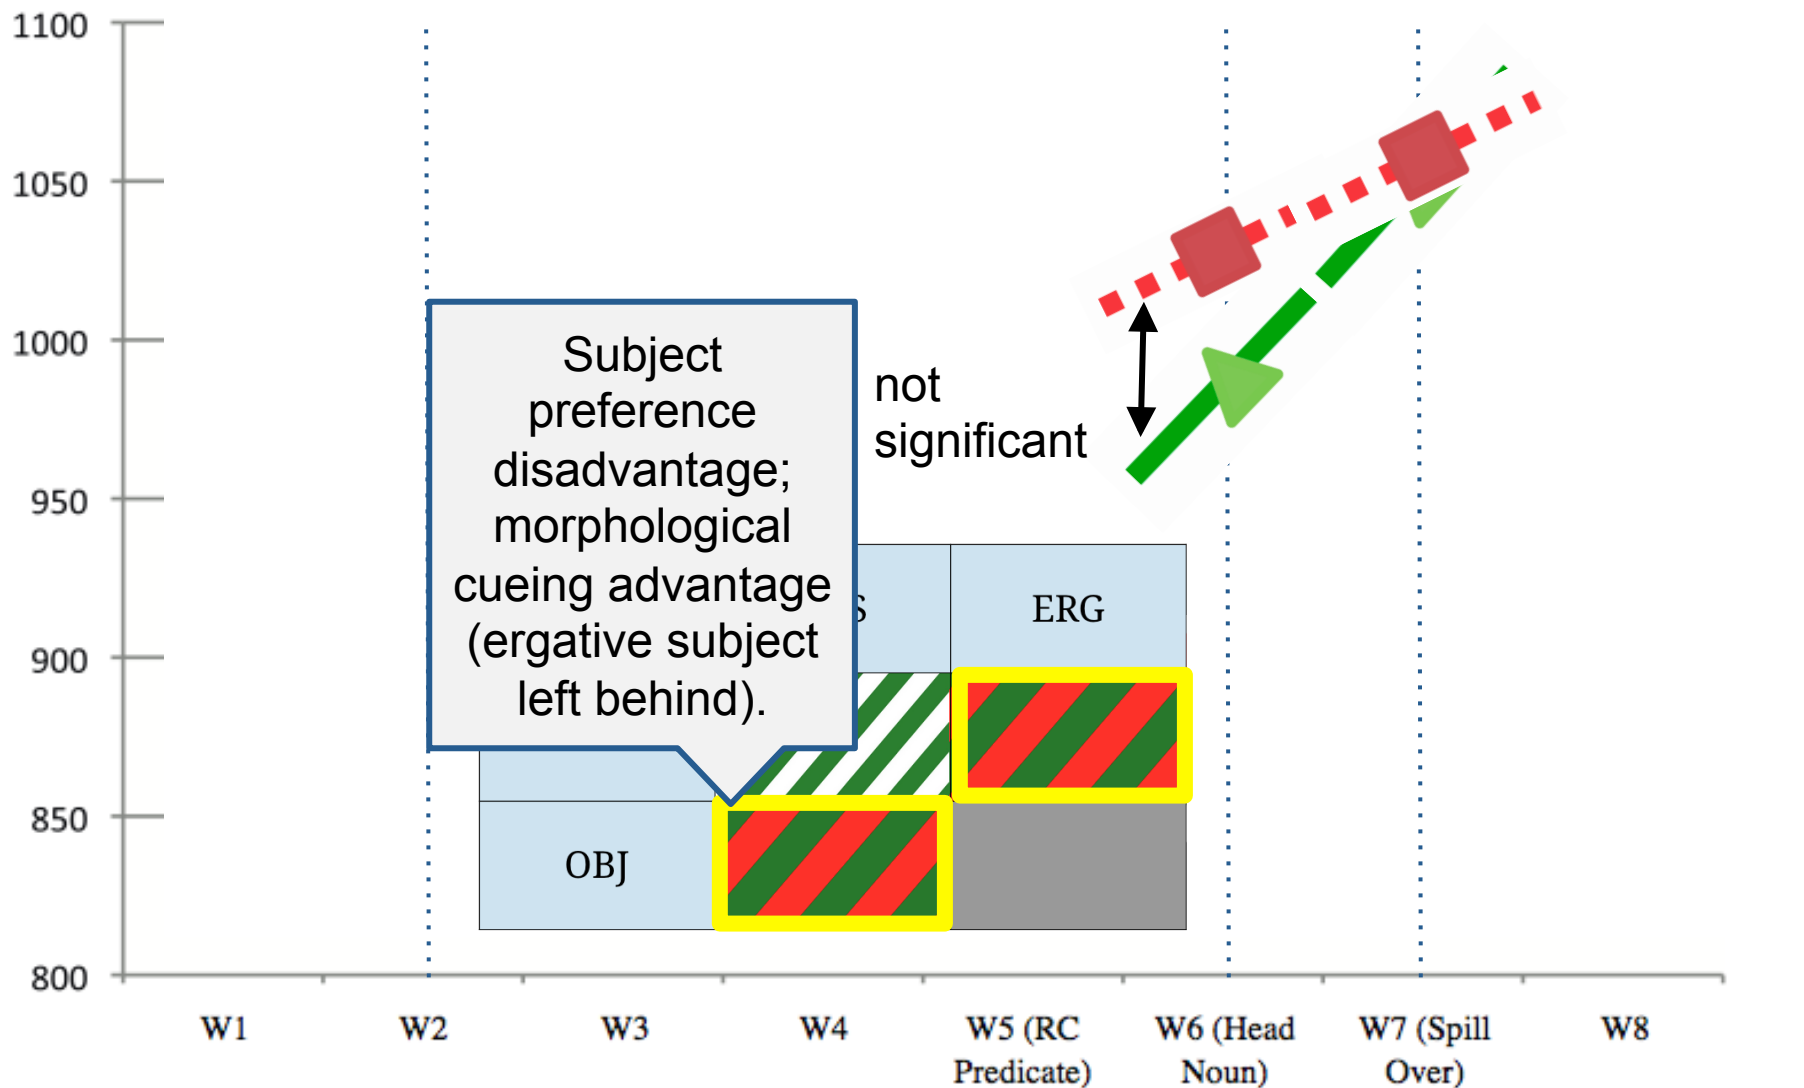 1100
1050
1000
950
900
850
800
Subject
preference
disadvantage;
morphological
cueing advantage
(ergative subject
left behind).
not
significant
ERG
OBJ
W1
W2
W3
W4
W5 (RC
Predicate)
W6 (Head
Noun)
W7 (Spill
Over)
W8